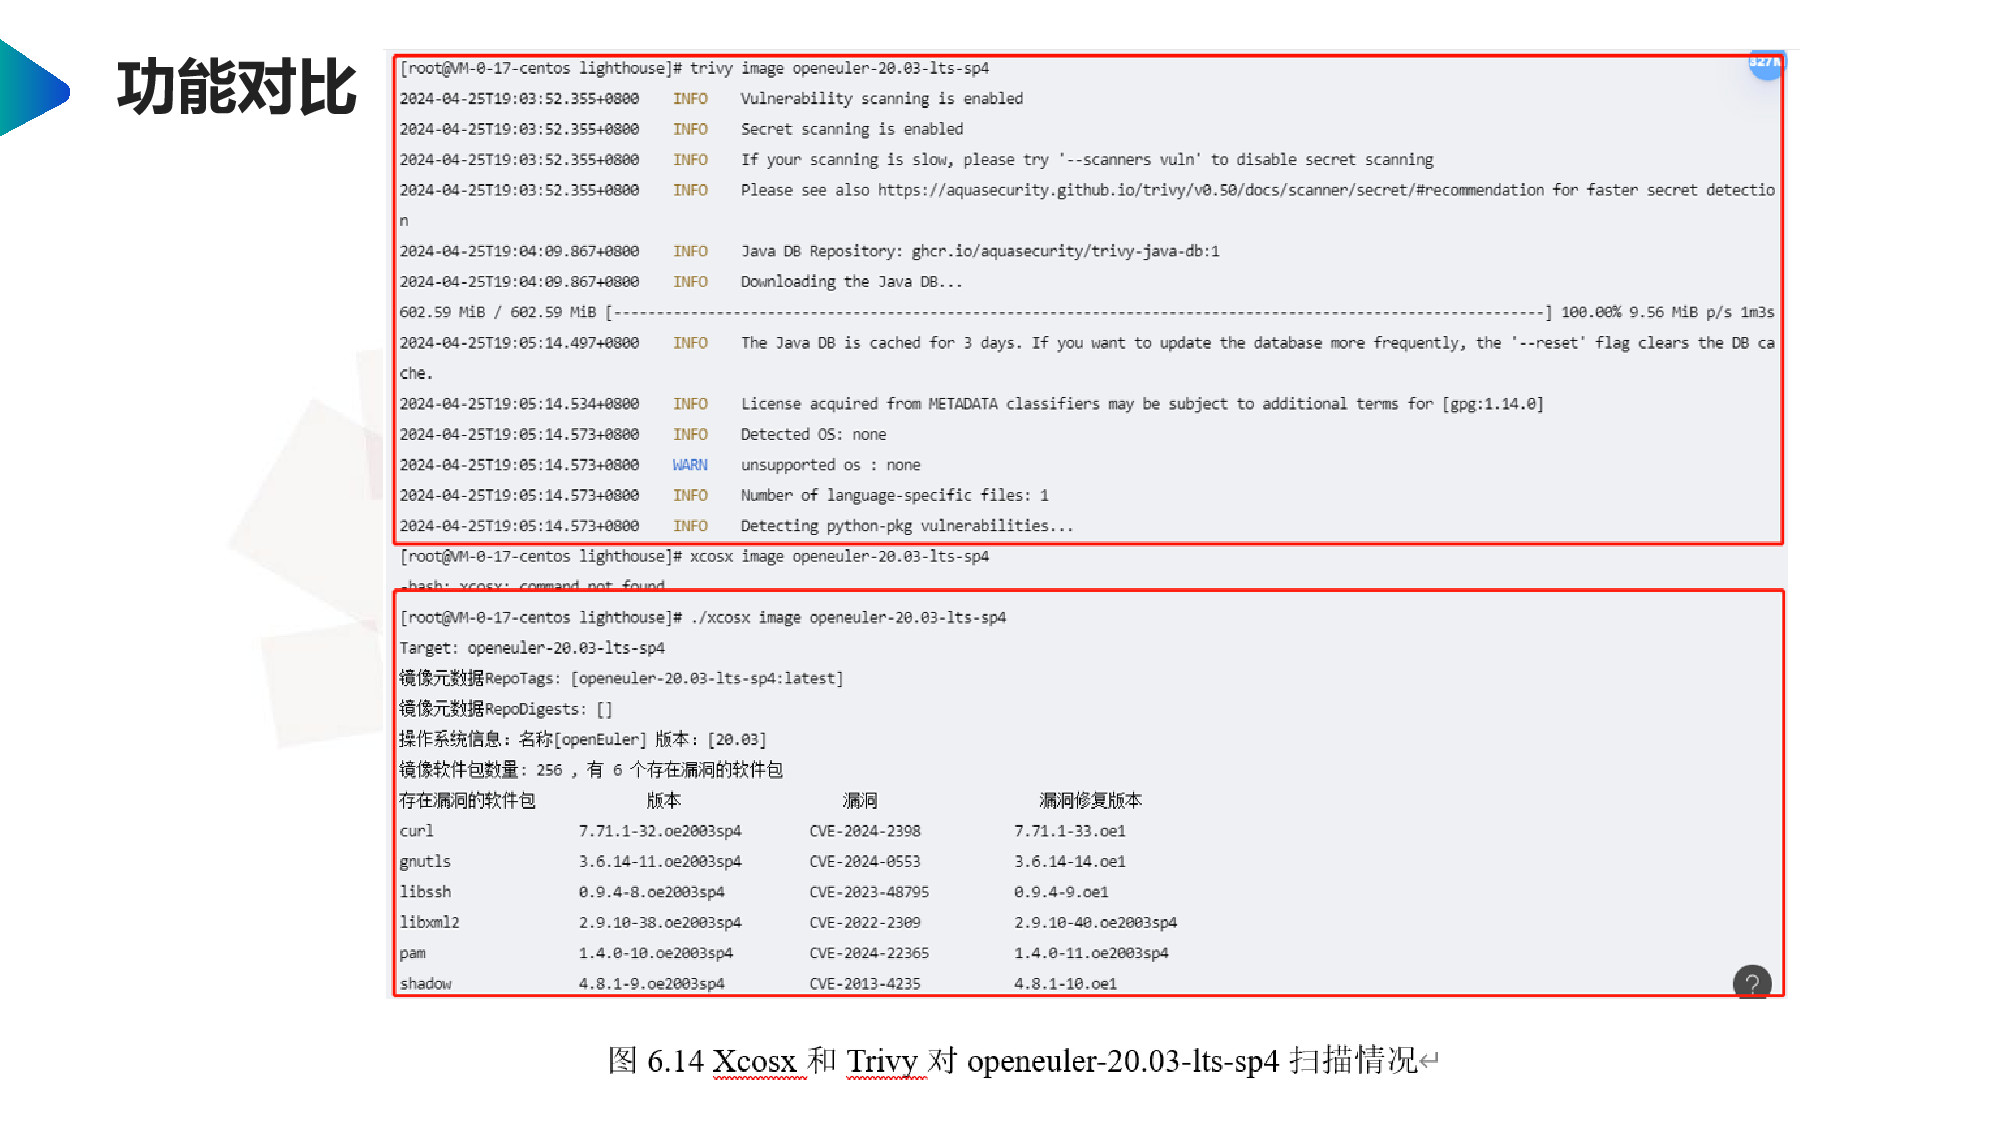 功能对比
[root@VM-0-17-centos lighthouse]# trivy image openeuler-20.03-lts-sp4
2024-04-25T19:03:52.355+0800 INFO Vulnerability scanning is enabled
2024-04-25T19:03:52.355+0800 INFO Secret scanning is enabled
2024-04-25T19:03:52.355+0800 INFO If your scanning is slow, please try '--scanners vuln' to disable secret scanning
2024-04-25T19:03:52.355+0800 INFO Please see also https://aquasecurity.github.io/trivy/v0.50/docs/scanner/secret/#recommendation for faster secret detectio
n
2024-04-25T19:04:09.867+0800 INFO Java DB Repository: ghcr.io/aquasecurity/trivy-java-db:1
2024-04-25T19:04:09.867+0800 INFO Downloading the Java DB...
602.59 MiB / 602.59 MiB [-------------------------------------------------------------------------------------------------------------] 100.00% 9.56 MiB p/s 1m3s
2024-04-25T19:05:14.497+0800 INFO The Java DB is cached for 3 days. If you want to update the database more frequently, the '--reset' flag clears the DB ca
che.
2024-04-25T19:05:14.534+0800 INFO License acquired from METADATA classifiers may be subject to additional terms for [gpg:1.14.0]
2024-04-25T19:05:14.573+0800 INFO Detected OS: none
2024-04-25T19:05:14.573+0800 WARN unsupported os : none
2024-04-25T19:05:14.573+0800 INFO Number of language-specific files: 1
2024-04-25T19:05:14.573+0800 INFO Detecting python-pkg vulnerabilities...
[root@VM-0-17-centos lighthouse]# xcosx image openeuler-20.03-lts-sp4
-bash: xcosx: command not found
[root@VM-0-17-centos lighthouse]# ./xcosx image openeuler-20.03-lts-sp4
Target: openeuler-20.03-lts-sp4
镜像元数据RepoTags: [openeuler-20.03-lts-sp4:latest]
镜像元数据RepoDigests: []
操作系统信息: 名称[openEuler] 版本: [20.03]
镜像软件包数量: 256 , 有 6 个存在漏洞的软件包
存在漏洞的软件包 版本 漏洞 漏洞修复版本
curl 7.71.1-32.oe2003sp4 CVE-2024-2398 7.71.1-33.oe1
gnutls 3.6.14-11.oe2003sp4 CVE-2024-0553 3.6.14-14.oe1
libssh 0.9.4-8.oe2003sp4 CVE-2023-48795 0.9.4-9.oe1
libxml2 2.9.10-38.oe2003sp4 CVE-2022-2309 2.9.10-40.oe2003sp4
pam 1.4.0-10.oe2003sp4 CVE-2024-22365 1.4.0-11.oe2003sp4
shadow 4.8.1-9.oe2003sp4 CVE-2013-4235 4.8.1-10.oe1
?
图 6.14 Xcosx 和 Trivy 对 openeuler-20.03-lts-sp4 扫描情况↵